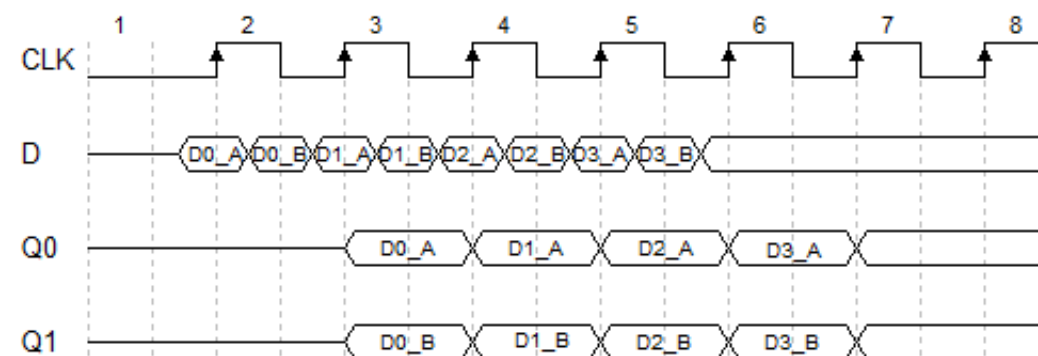 1 2 3 4 5 6 7 8
CLK
D D0_A D0_B D1_A D1_B D2_A D2_B D3_A D3_B
Q0 D0_A D1_A D2_A D3_A
Q1 D0_B D1_B D2_B D3_B